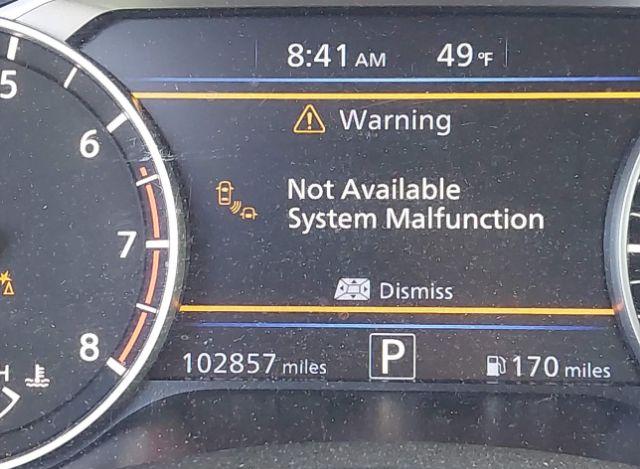 8:41 AM 49 °F
5
Warning
6
Not Available
System Malfunction
7
Dismiss
8
102857 miles P 170 miles
H